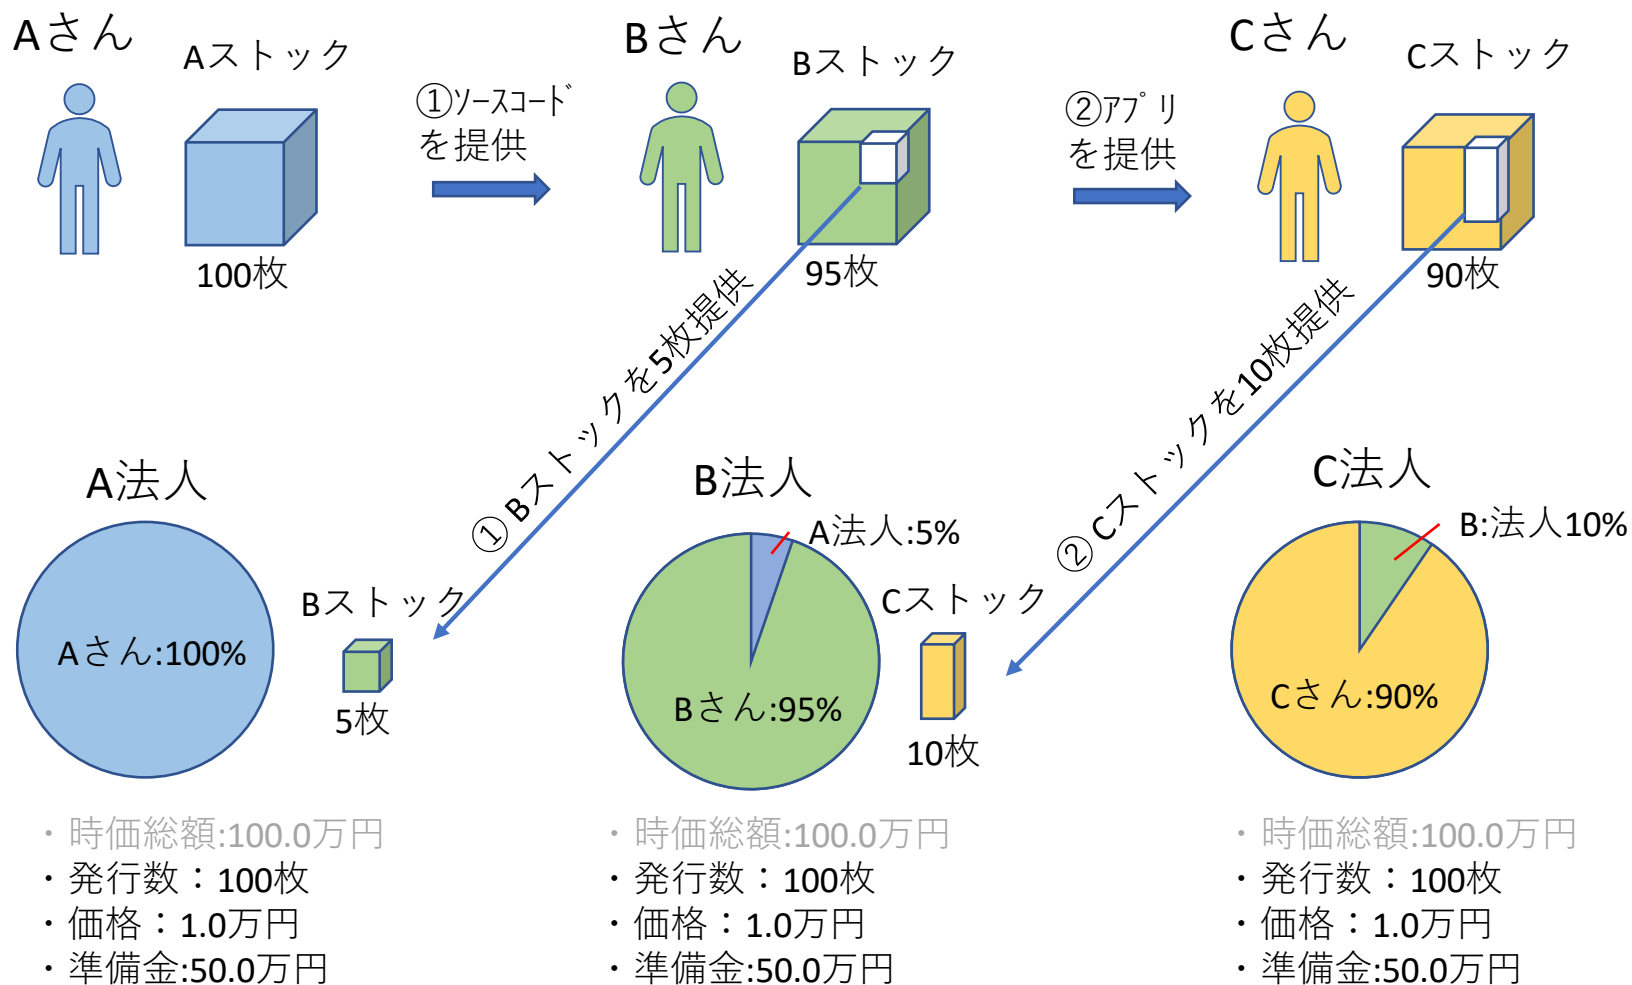 Aさん
Aストック
100枚
①ｿｰｽｺｰﾄﾞ
を提供
Bさん
Bストック
95枚
②ｱﾌﾟﾘ
を提供
Cさん
Cストック
90枚
①Bストックを5枚提供
②Cストックを10枚提供
A法人
Aさん:100%
Bストック
5枚
B法人
A法人:5%
Bさん:95%
Cストック
10枚
C法人
B:法人10%
Cさん:90%
・時価総額:100.0万円
・発行数：100枚
・価格：1.0万円
・準備金:50.0万円
・時価総額:100.0万円
・発行数：100枚
・価格：1.0万円
・準備金:50.0万円
・時価総額:100.0万円
・発行数：100枚
・価格：1.0万円
・準備金:50.0万円